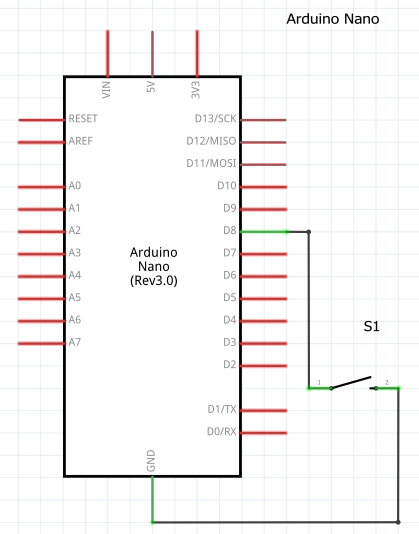 Arduino Nano
VIN
5V
3V3
RESET
D13/SCK
AREF
D12/MISO
D11/MOSI
A0
D10
A1
D9
A2
D8
A3
D7
Arduino
Nano
(Rev3.0)
A4
D6
A5
D5
A6
D4
S1
A7
D3
D2
1
2
D1/TX
D0/RX
GND